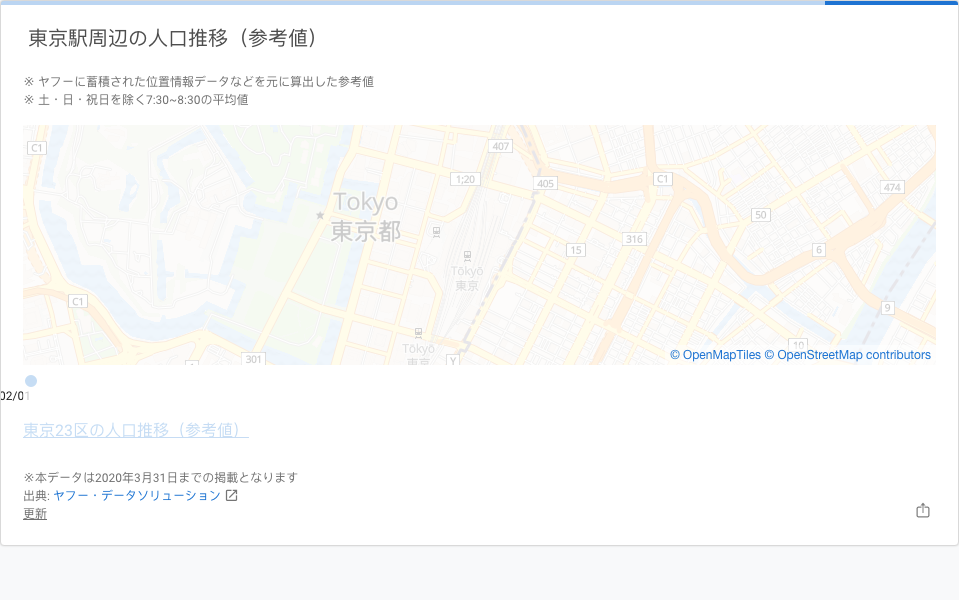 東京駅周辺の人口推移（参考値）
※ ヤフーに蓄積された位置情報データなどを元に算出した参考値
※ 土・日・祝日を除く7:30~8:30の平均値
C1
407
1;20
405
C1
474
Tokyo
東京都
50
316
15
6
Tōkyō
東京
C1
9
301
10
Tōkyō
東京
Y
© OpenMapTiles © OpenStreetMap contributors
02/01
東京23区の人口推移（参考値）
※本データは2020年3月31日までの掲載となります
出典: ヤフー・データソリューション
更新